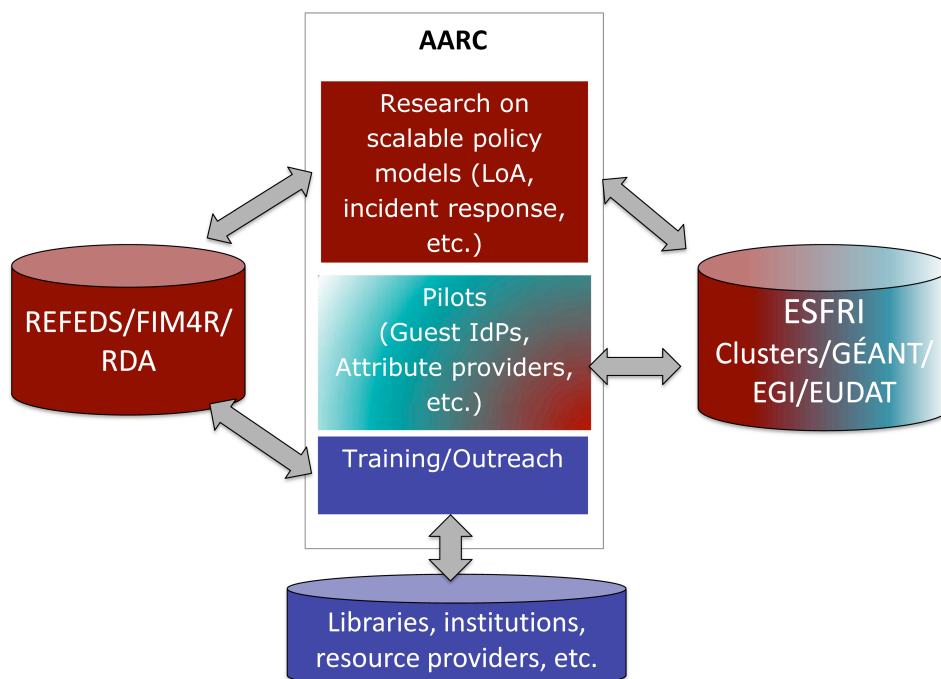 AARC
Research on
scalable policy
models (LoA,
incident response,
etc.)
REFEDS/FIM4R/
RDA
Pilots
(Guest IdPs,
Attribute providers,
etc.)
ESFRI
Clusters/GÉANT/
EGI/EUDAT
Training/Outreach
Libraries, institutions,
resource providers, etc.